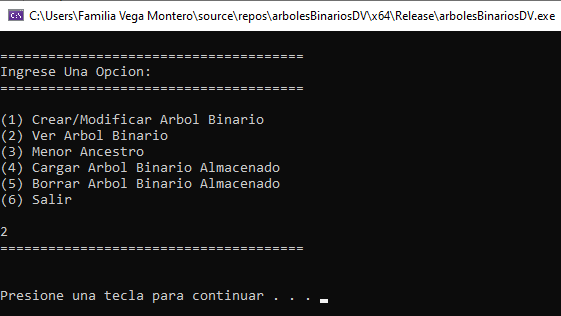 C:\Users\Familia Vega Montero\source\repos\arbolesBinariosDV\x64\Release\arbolesBinariosDV.exe
=====================================
Ingrese Una Opcion:
=====================================
(1) Crear/Modificar Arbol Binario
(2) Ver Arbol Binario
(3) Menor Ancestro
(4) Cargar Arbol Binario Almacenado
(5) Borrar Arbol Binario Almacenado
(6) Salir
2
=====================================
Presione una tecla para continuar . . .